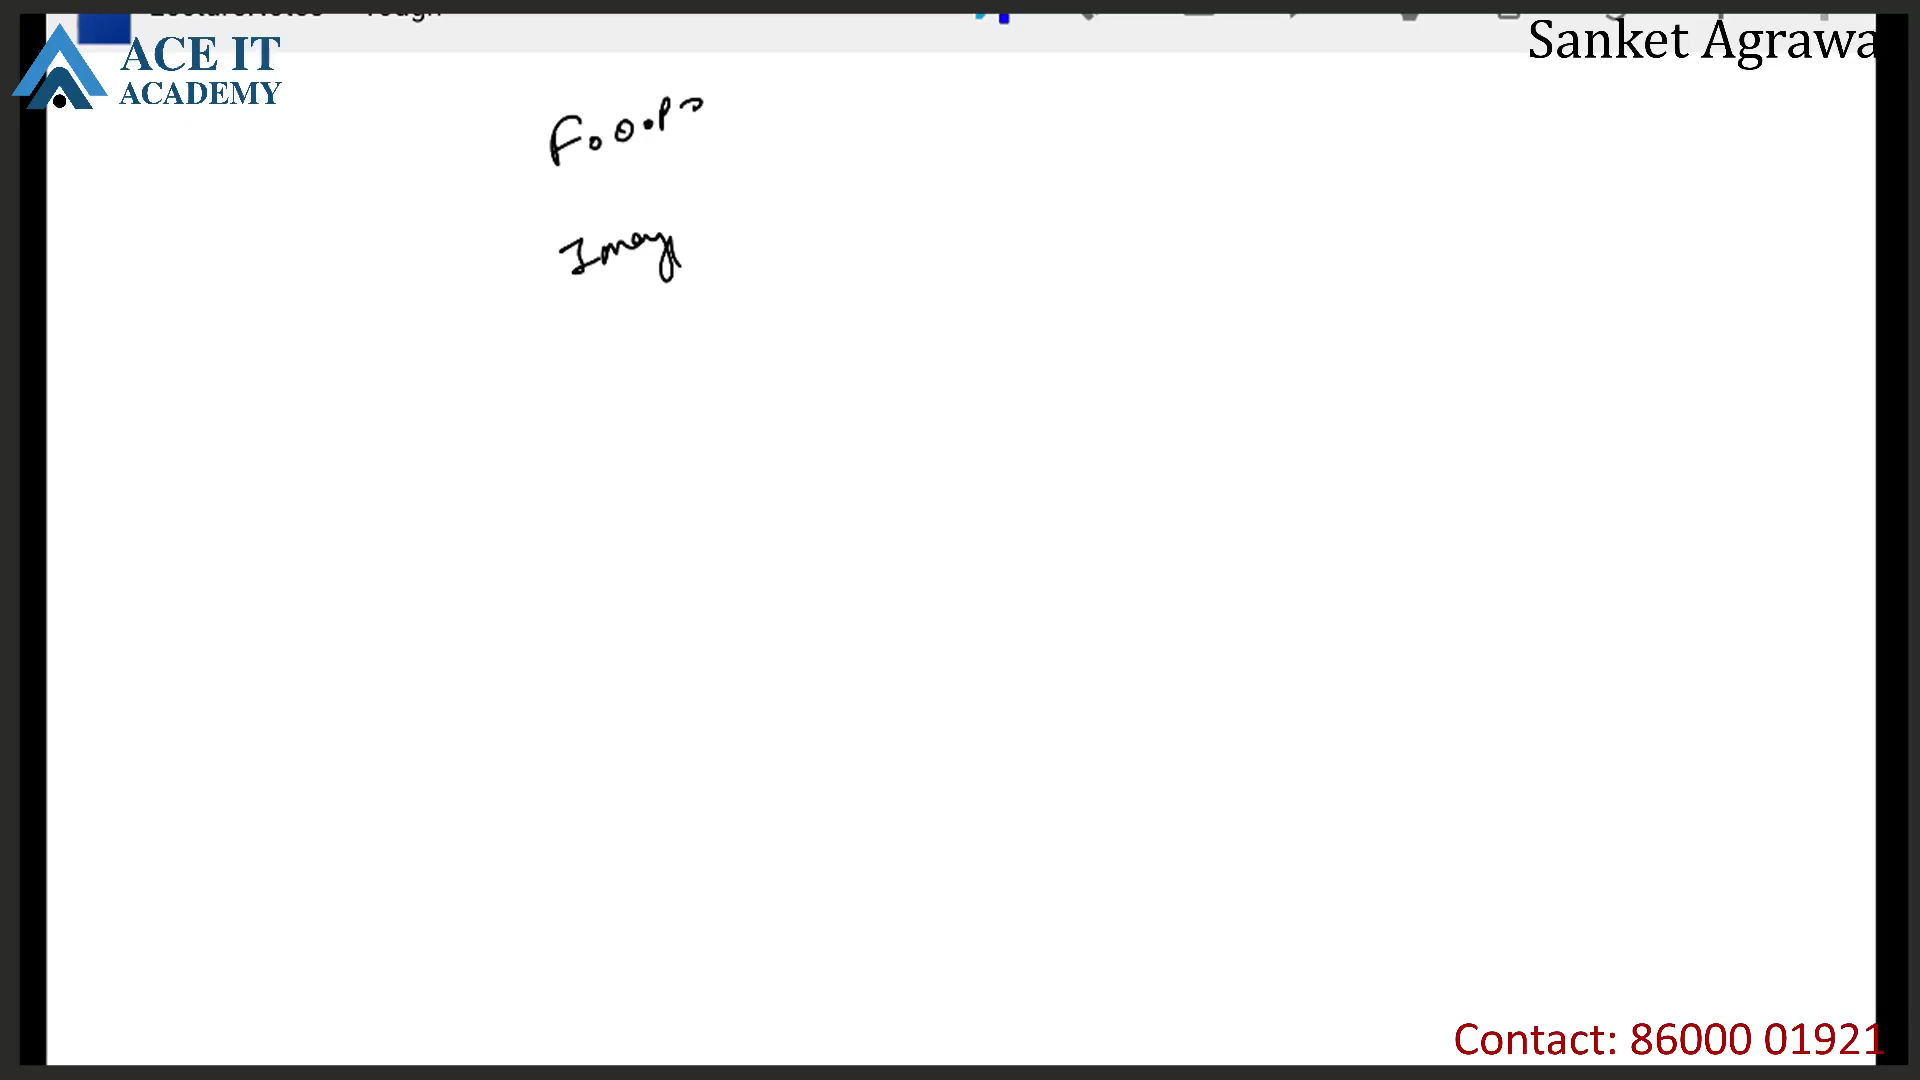 Sanket Agrawa
ACE IT
ACADEMY
F.O.P
Imag
Contact: 86000 01921